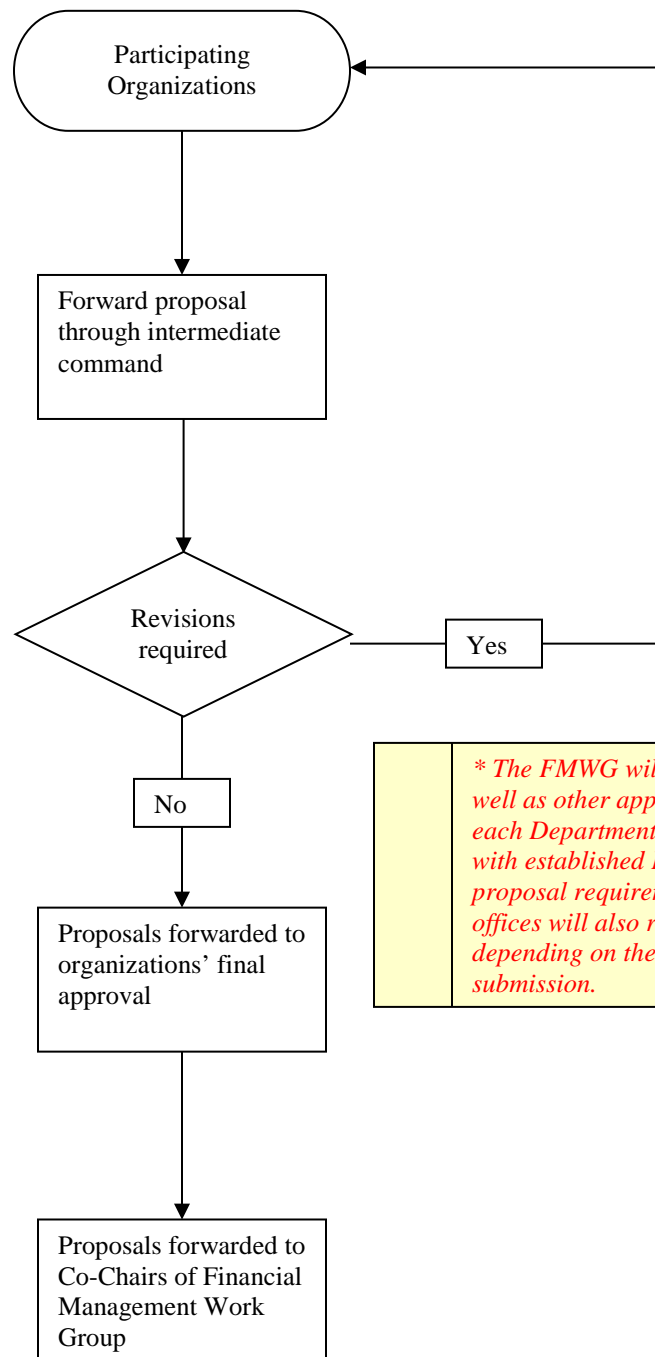 Participating
Organizations
Forward proposal
through intermediate
command
Revisions
required
Yes
No
* The FMWG wil
well as other app
each Department
with established
proposal require
offices will also r
depending on the
submission.
Proposals forwarded to
organizations’ final
approval
Proposals forwarded to
Co-Chairs of Financial
Management Work
Group